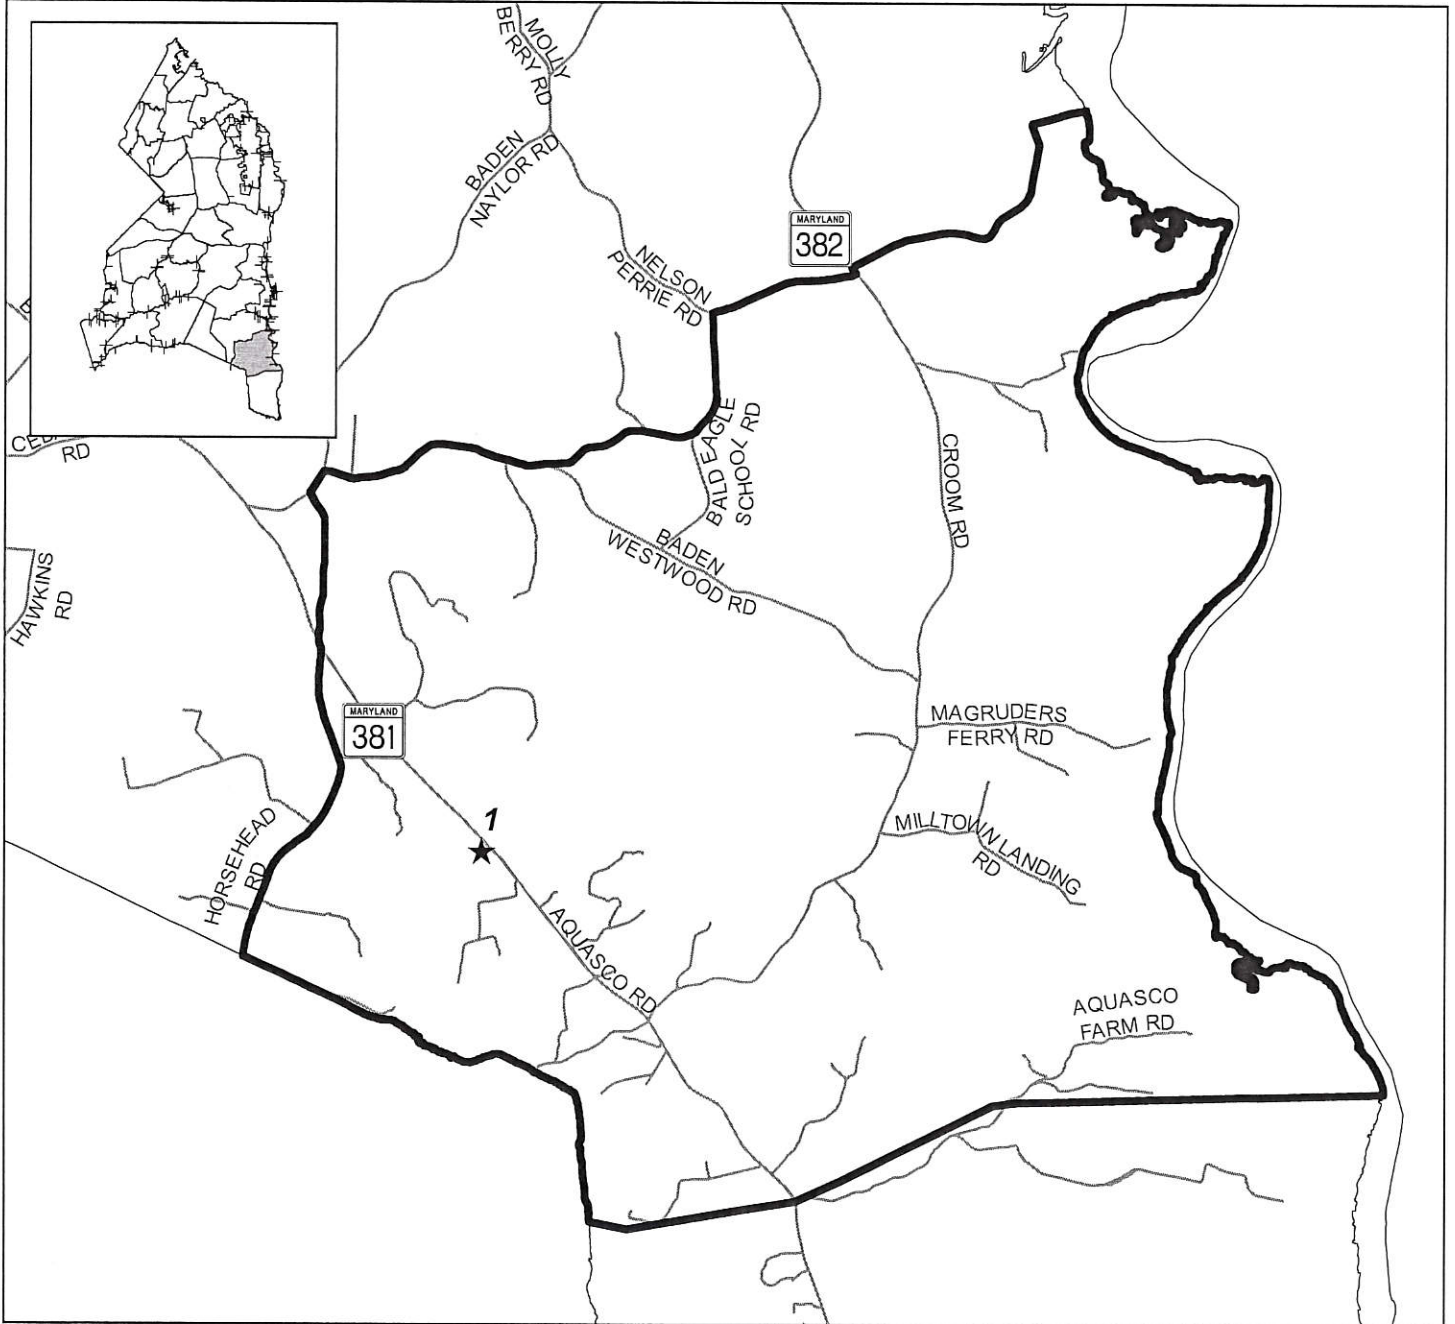 MOLLY
BERRY RD
BADEN
NAYLOR RD
MARYLAND
382
NELSON
PERRIE RD
BALD EAGLE
SCHOOL RD
RD
CROOM RD
BADEN
WESTWOOD RD
HAWKINS
RD
MARYLAND
381
MAGRUDERS
FERRY RD
HORSEHEAD
RD
1
MILLTOWN LANDING
RD
AQUASCO RD
AQUASCO
FARM RD